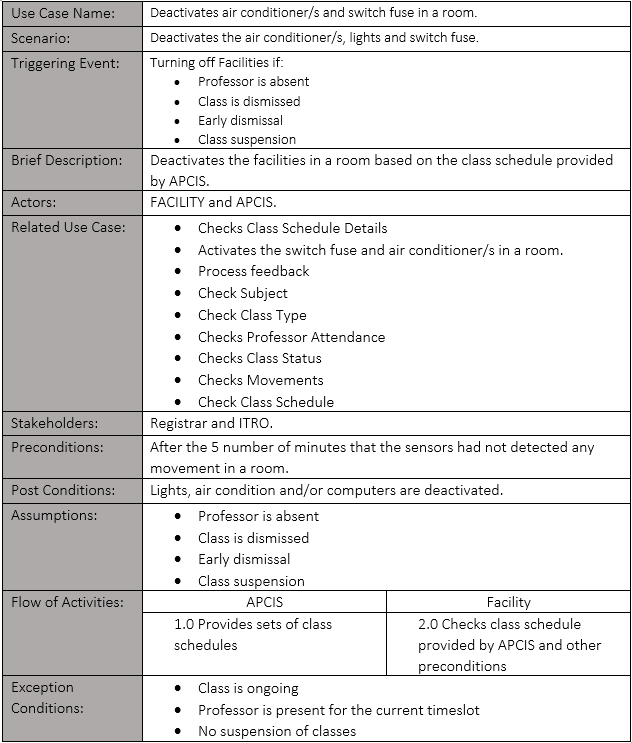 Use Case Name: Deactivates air conditioner/s and switch fuse in a room.
Scenario: Deactivates the air conditioner/s, lights and switch fuse.
Triggering Event: Turning off Facilities if:
• Professor is absent
• Class is dismissed
• Early dismissal
• Class suspension
Brief Description: Deactivates the facilities in a room based on the class schedule provided
by APCIS.
Actors: FACILITY and APCIS.
Related Use Case: • Checks Class Schedule Details
• Activates the switch fuse and air conditioner/s in a room.
• Process feedback
• Check Subject
• Check Class Type
• Checks Professor Attendance
• Checks Class Status
• Checks Movements
• Check Class Schedule
Stakeholders: Registrar and ITRO.
Preconditions: After the 5 number of minutes that the sensors had not detected any
movement in a room.
Post Conditions: Lights, air condition and/or computers are deactivated.
Assumptions: • Professor is absent
• Class is dismissed
• Early dismissal
• Class suspension
Flow of Activities: APCIS Facility
1.0 Provides sets of class
schedules
2.0 Checks class schedule
provided by APCIS and other
preconditions
Exception
Conditions:
• Class is ongoing
• Professor is present for the current timeslot
• No suspension of classes